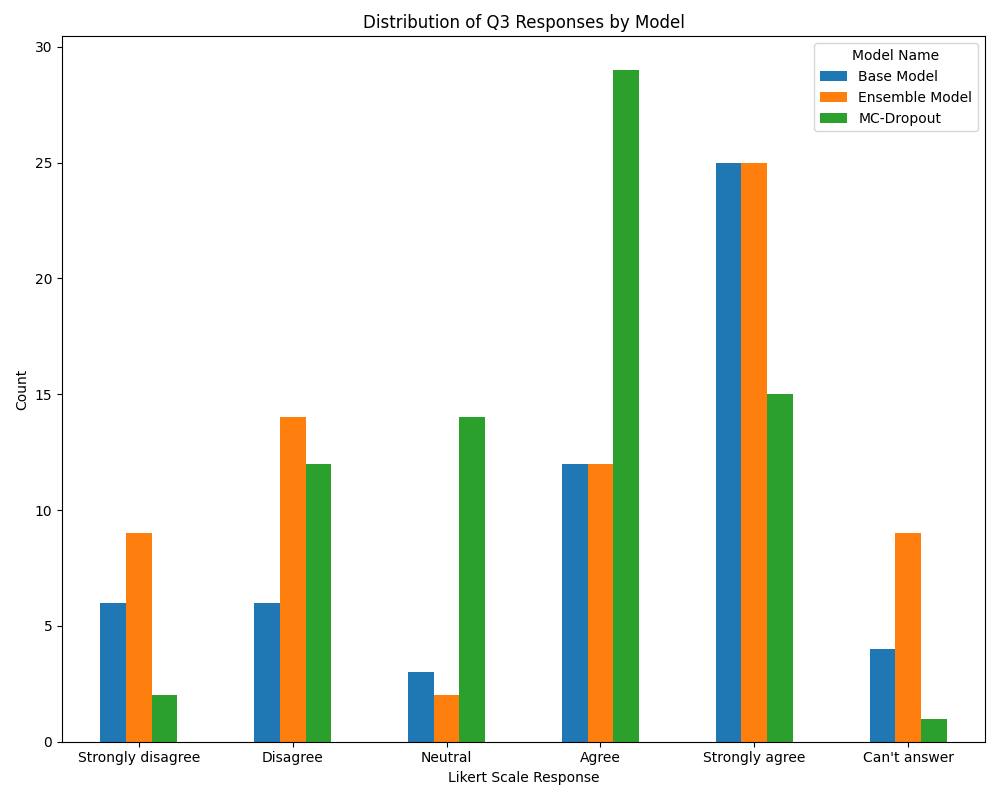 Distribution of Q3 Responses by Model
Model Name
Base Model
Ensemble Model
MC-Dropout
30
25
20
15
10
5
0
Count
Strongly disagree
Disagree
Neutral
Agree
Strongly agree
Can't answer
Likert Scale Response